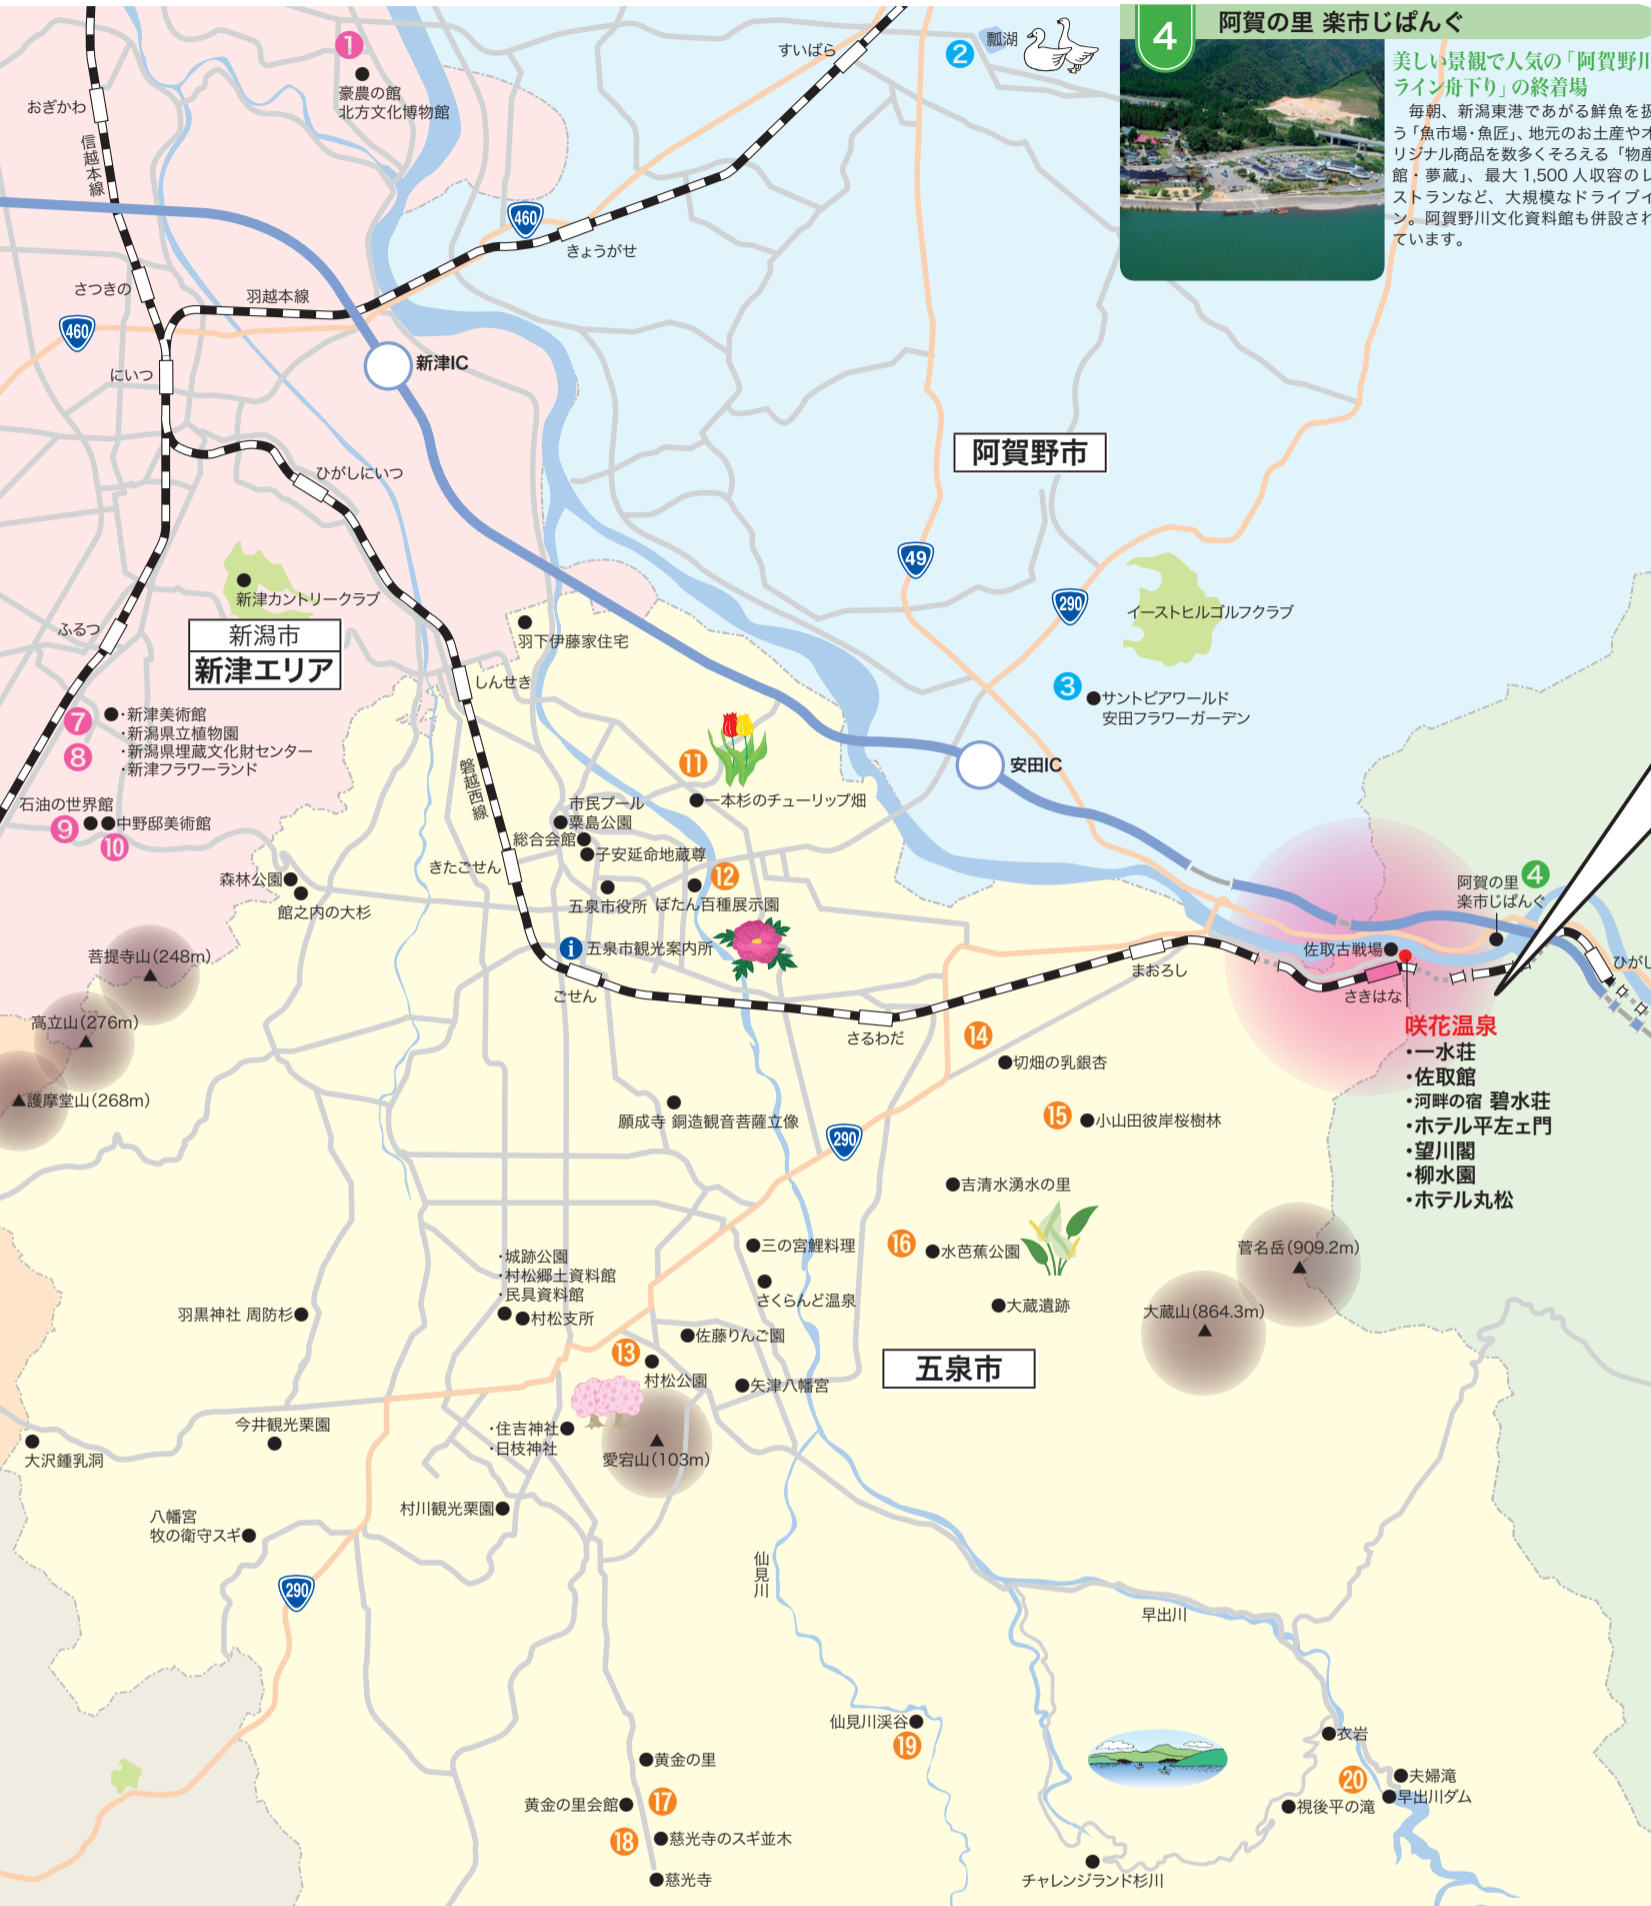 4
阿賀の里 楽市じぱんぐ
美しい景観で人気の「阿賀野川
ライン舟下り」の終着場
毎朝、新潟東港であがる鮮魚を扱
う「魚市場・魚匠」、地元のお土産やオ
リジナル商品を数多くそろえる「物産
館・夢蔵」、最大1,500人収容のレ
ストランなど、大規模なドライブイ
ン。阿賀野川文化資料館も併設され
ています。
1
豪農の館
北方文化博物館
すいばら
2
瓢湖
おぎかわ
信越本線
460
きょうがせ
さつきの
羽越本線
460
にいつ
新津IC
ひがしにいつ
阿賀野市
49
290
新津カントリークラブ
イーストヒルゴルフクラブ
ふるつ
新潟市
新津エリア
羽下伊藤家住宅
しんせき
3
サントピアワールド
安田フラワーガーデン
7
8
・新津美術館
・新潟県立植物園
・新潟県埋蔵文化財センター
・新津フラワーランド
11
一本杉のチューリップ畑
安田IC
磐越西線
石油の世界館
9
中野邸美術館
10
市民プール
粟島公園
総合会館
子安延命地蔵尊
きたごせん
12
森林公園
館之内の大杉
五泉市役所
ぼたん百種展示園
阿賀の里
楽市じぱんぐ
4
i
五泉市観光案内所
菩提寺山(248m)
ごせん
まおろし
佐取古戦場
さきはな
ひがし
高立山(276m)
さるわだ
14
切畑の乳銀杏
咲花温泉
・一水荘
・佐取館
・河畔の宿 碧水荘
・ホテル平左ェ門
・望川閣
・柳水園
・ホテル丸松
護摩堂山(268m)
願成寺 銅造観音菩薩立像
15
小山田彼岸桜樹林
290
吉清水湧水の里
三の宮鯉料理
16
水芭蕉公園
菅名岳(909.2m)
・城跡公園
・村松郷土資料館
・民具資料館
村松支所
さくらんど温泉
大蔵遺跡
大蔵山(864.3m)
羽黒神社 周防杉
佐藤りんご園
13
村松公園
五泉市
矢津八幡宮
今井観光栗園
大沢鍾乳洞
・住吉神社
・日枝神社
愛宕山(103m)
村川観光栗園
八幡宮
牧の衛守スギ
仙見川
290
早出川
仙見川渓谷
19
衣岩
黄金の里
20
夫婦滝
早出川ダム
視後平の滝
黄金の里会館
17
18
慈光寺のスギ並木
慈光寺
チャレンジランド杉川